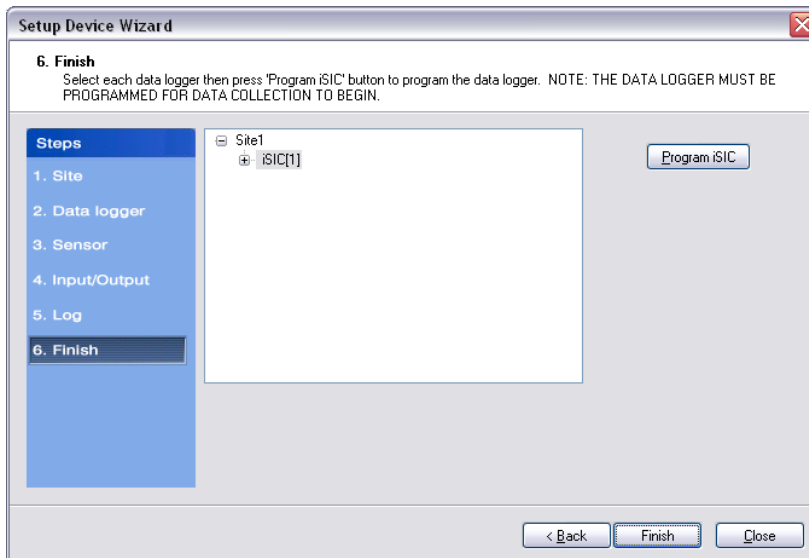 Setup Device Wizard
6. Finish
Select each data logger then press 'Program iSIC' button to program the data logger. NOTE: THE DATA LOGGER MUST BE
PROGRAMMED FOR DATA COLLECTION TO BEGIN.
Steps
1. Site
2. Data logger
3. Sensor
4. Input/Output
5. Log
6. Finish
Site1
iSIC[1]
Program iSIC
< Back
Finish
Close